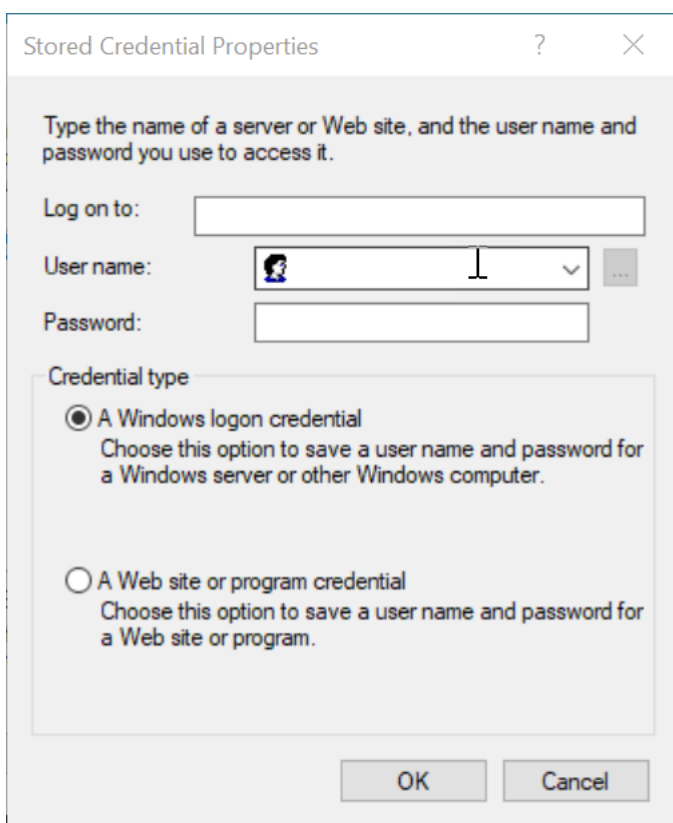 Stored Credential Properties
Type the name of a server or Web site, and the user name and
password you use to access it.
Log on to:
User name:
...
Password:
Credential type
A Windows logon credential
Choose this option to save a user name and password for
a Windows server or other Windows computer.
A Web site or program credential
Choose this option to save a user name and password for
a Web site or program.
OK Cancel